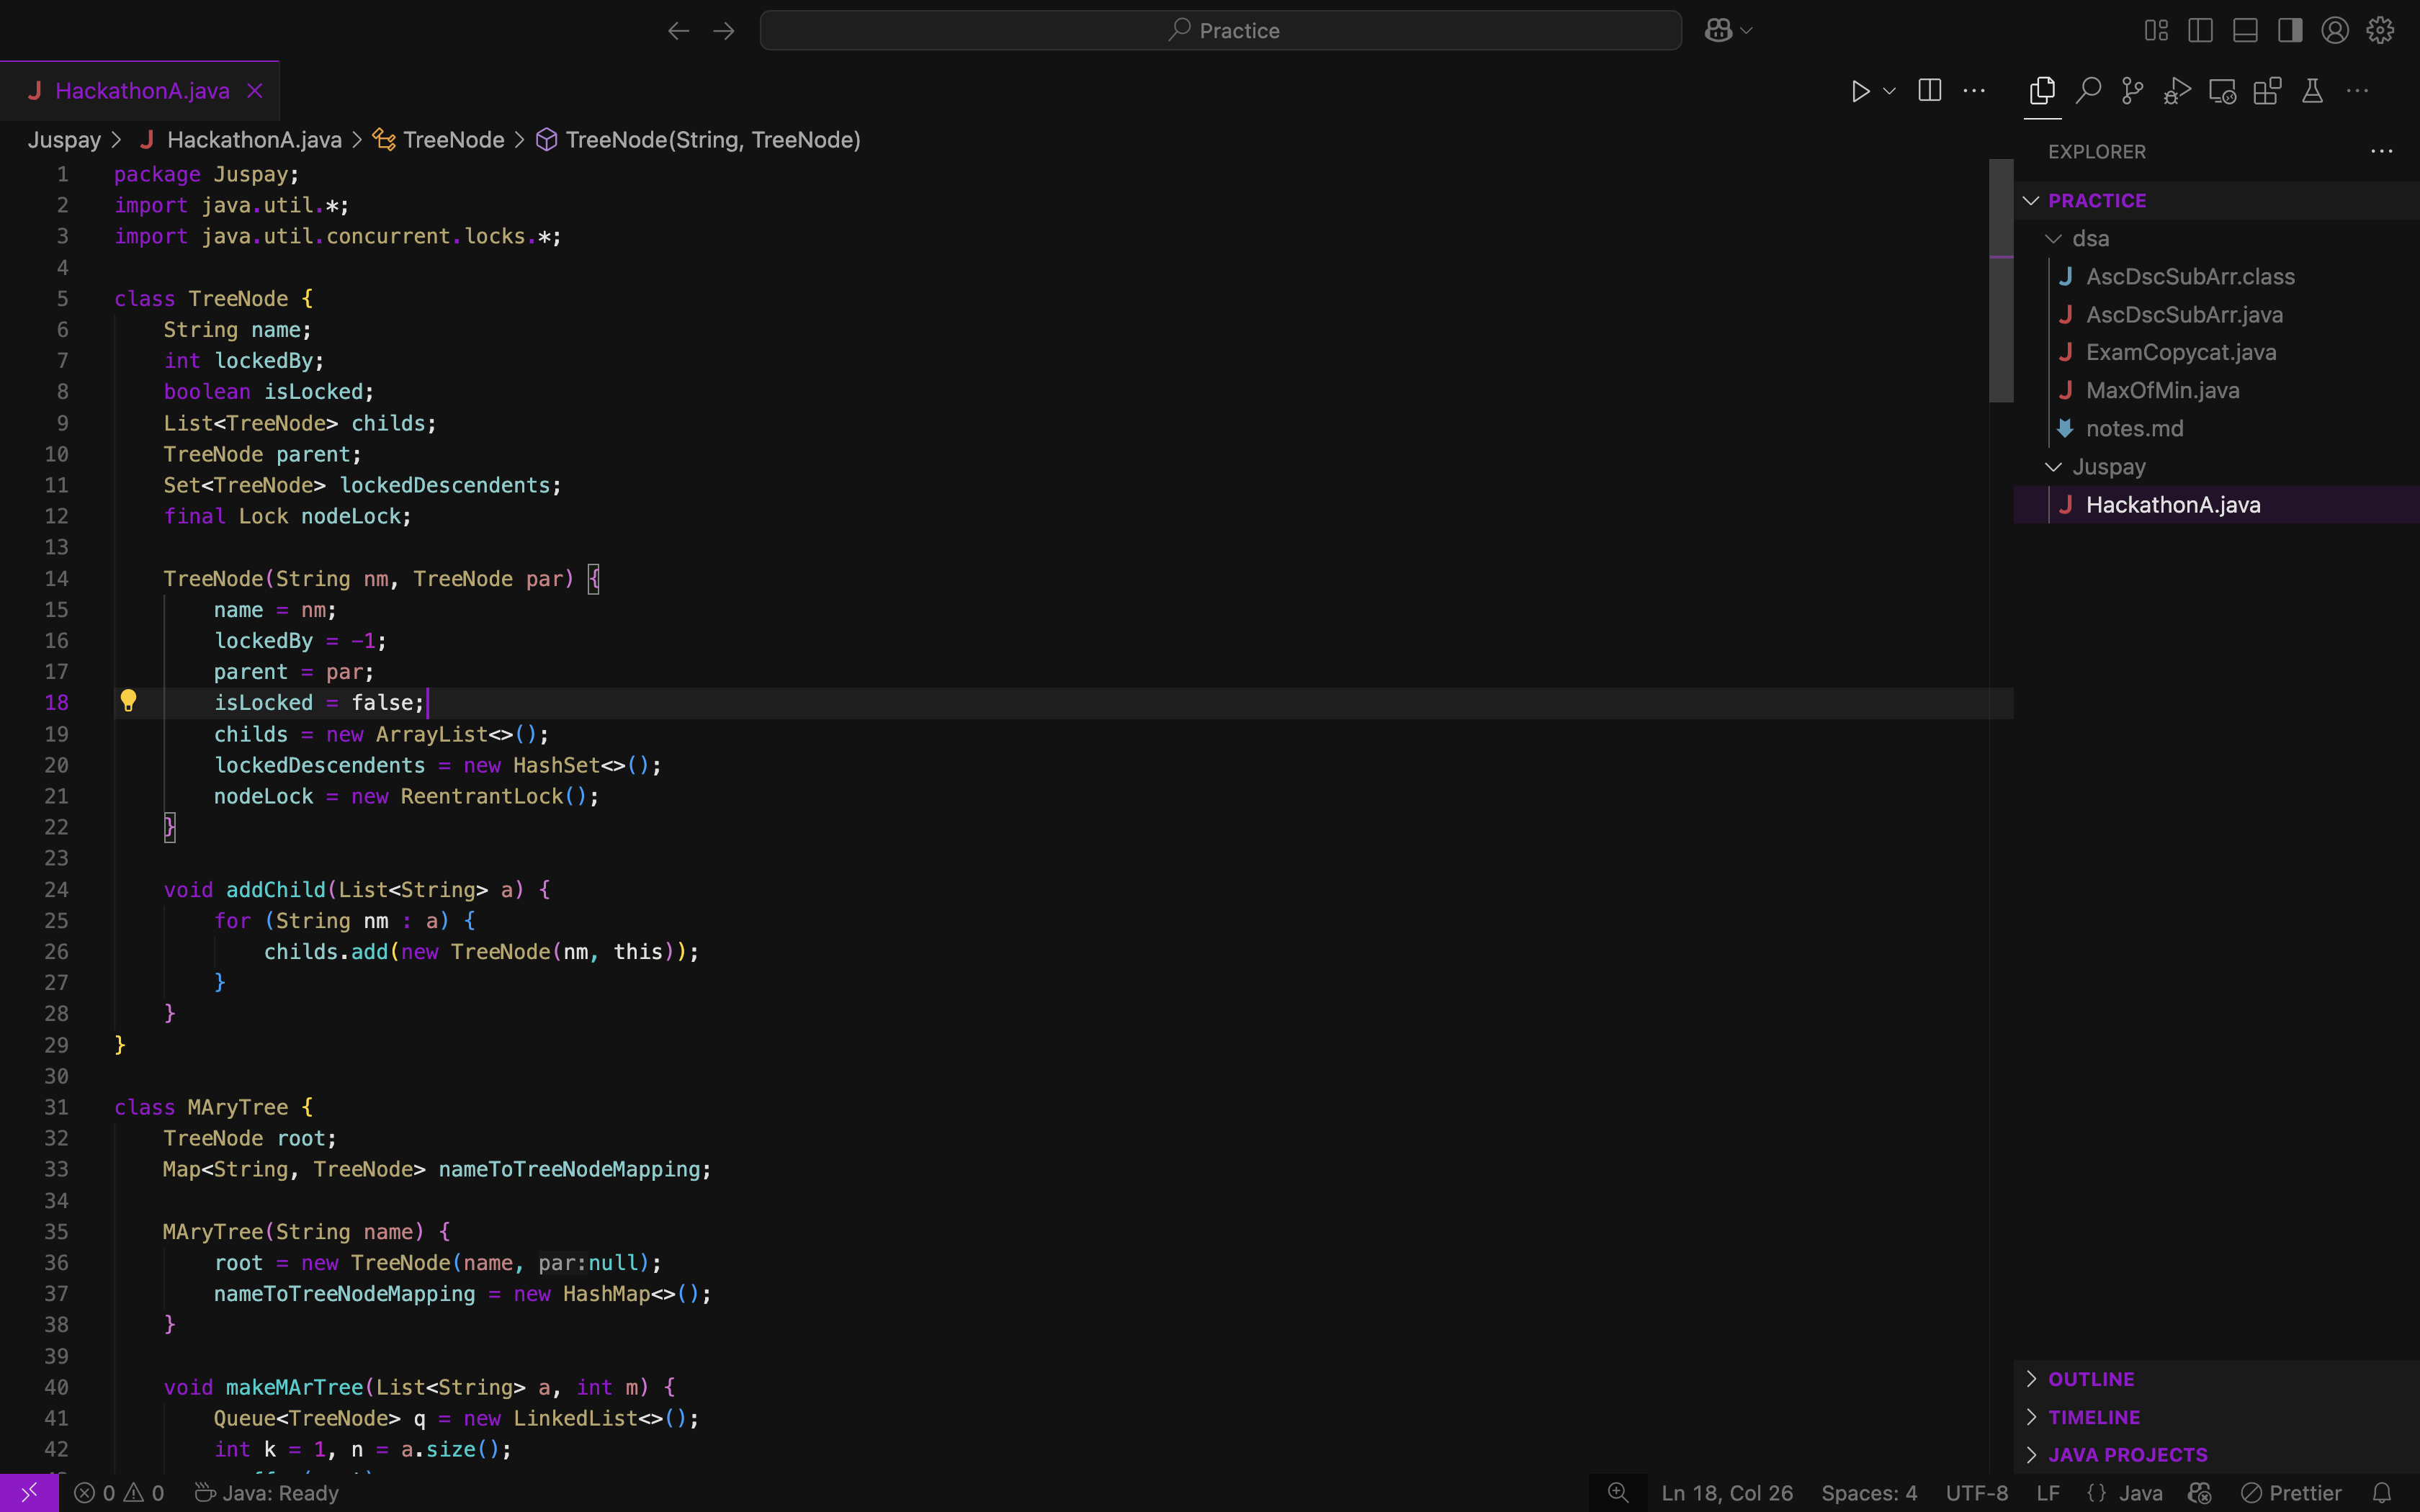 Practice
HackathonA.java
Juspay > HackathonA.java > TreeNode > TreeNode(String, TreeNode)
1 package Juspay;
2 import java.util.*;
3 import java.util.concurrent.locks.*;
4
5 class TreeNode {
6 String name;
7 int lockedBy;
8 boolean isLocked;
9 List<TreeNode> childs;
10 TreeNode parent;
11 Set<TreeNode> lockedDescendents;
12 final Lock nodeLock;
13
14 TreeNode(String nm, TreeNode par) {
15 name = nm;
16 lockedBy = -1;
17 parent = par;
18 isLocked = false;
19 childs = new ArrayList<>();
20 lockedDescendents = new HashSet<>();
21 nodeLock = new ReentrantLock();
22 }
23
24 void addChild(List<String> a) {
25 for (String nm : a) {
26 childs.add(new TreeNode(nm, this));
27 }
28 }
29 }
30
31 class MAryTree {
32 TreeNode root;
33 Map<String, TreeNode> nameToTreeNodeMapping;
34
35 MAryTree(String name) {
36 root = new TreeNode(name, par:null);
37 nameToTreeNodeMapping = new HashMap<>();
38 }
39
40 void makeMArTree(List<String> a, int m) {
41 Queue<TreeNode> q = new LinkedList<>();
42 int k = 1, n = a.size();
EXPLORER
PRACTICE
dsa
AscDscSubArr.class
AscDscSubArr.java
ExamCopycat.java
MaxOfMin.java
notes.md
Juspay
HackathonA.java
OUTLINE
TIMELINE
JAVA PROJECTS
0 0 Java: Ready
Ln 18, Col 26 Spaces: 4 UTF-8 LF {} Java Prettier